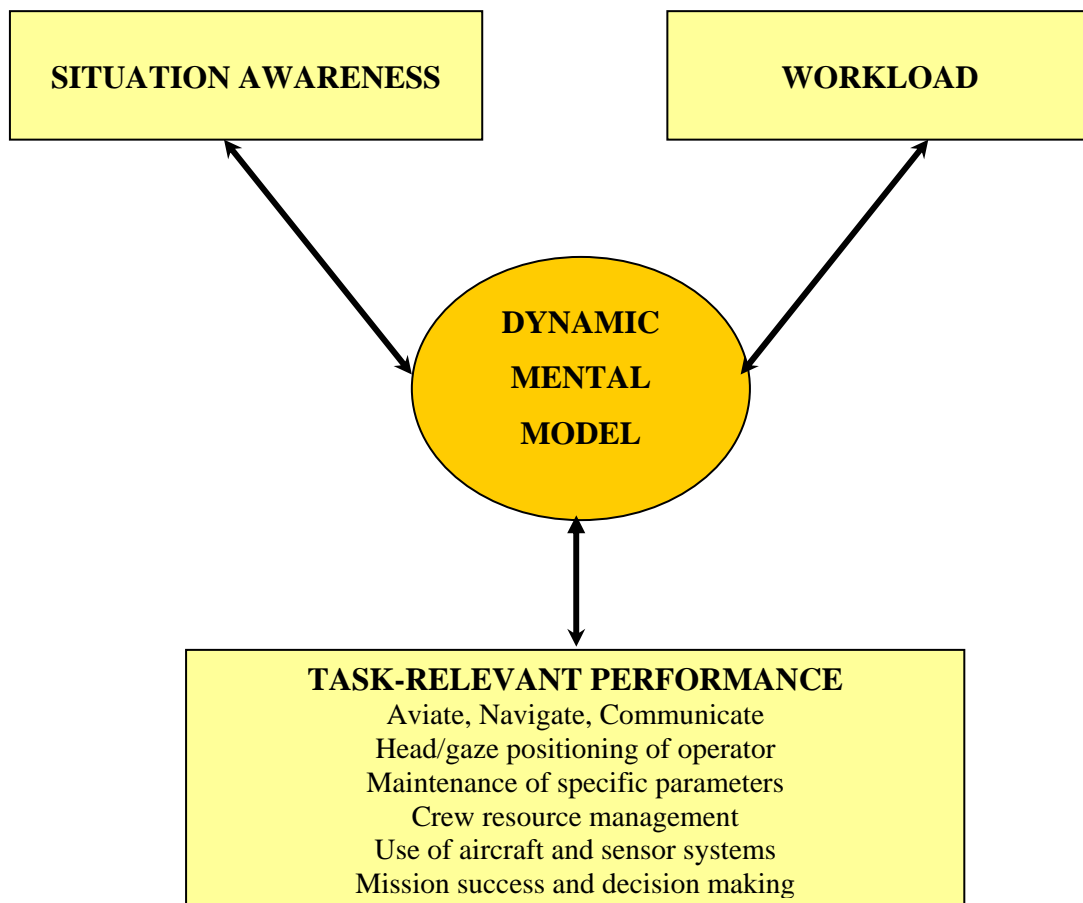 SITUATION AWARENESS
WORKLOAD
DYNAMIC
MENTAL
MODEL
TASK-RELEVANT PERFORMANCE
Aviate, Navigate, Communicate
Head/gaze positioning of operator
Maintenance of specific parameters
Crew resource management
Use of aircraft and sensor systems
Mission success and decision making